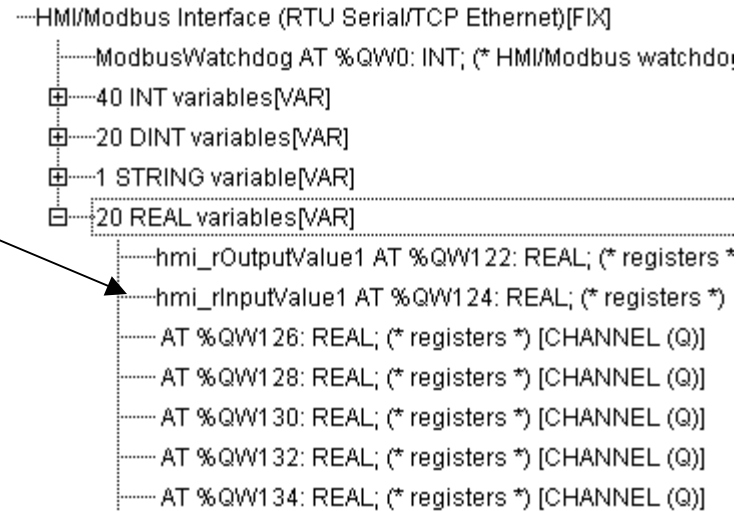 HMI/Modbus Interface (RTU Serial/TCP Ethernet)[FIX]
ModbusWatchdog AT %QW0: INT; (* HMI/Modbus watchdog
40 INT variables[VAR]
20 DINT variables[VAR]
1 STRING variable[VAR]
20 REAL variables[VAR]
hmi_rOutputValue1 AT %QW122: REAL; (* registers *
hmi_rInputValue1 AT %QW124: REAL; (* registers *)
AT %QW126: REAL; (* registers *) [CHANNEL (Q)]
AT %QW128: REAL; (* registers *) [CHANNEL (Q)]
AT %QW130: REAL; (* registers *) [CHANNEL (Q)]
AT %QW132: REAL; (* registers *) [CHANNEL (Q)]
AT %QW134: REAL; (* registers *) [CHANNEL (Q)]